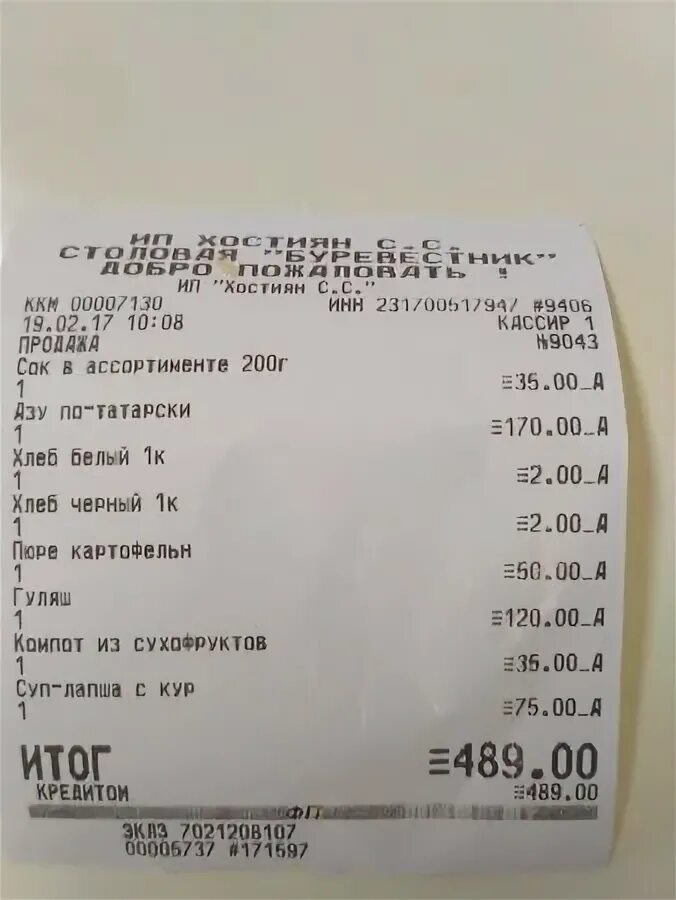 ИП ХОСТИЯН С.С.
СТОЛОВАЯ "БУРЕВЕСТНИК"
ДОБРО ПОЖАЛОВАТЬ !
ИП "Хостиян С.С."
ККМ 00007130 ИНН 231700517947 #9406
19.02.17 10:08 КАССИР 1
ПРОДАЖА №9043
Сок в ассортименте 200г
1 ≡35.00_А
Азу по-татарски
1 ≡170.00_А
Хлеб белый 1к
1 ≡2.00_А
Хлеб черный 1к
1 ≡2.00_А
Пюре картофельн
1 ≡50.00_А
Гуляш
1 ≡120.00_А
Компот из сухофруктов
1 ≡35.00_А
Суп-лапша с кур
1 ≡75.00_А
ИТОГ ≡489.00
КРЕДИТОМ ≡489.00
ФП
ЭКЛЗ 7021208107
00005737 #171597